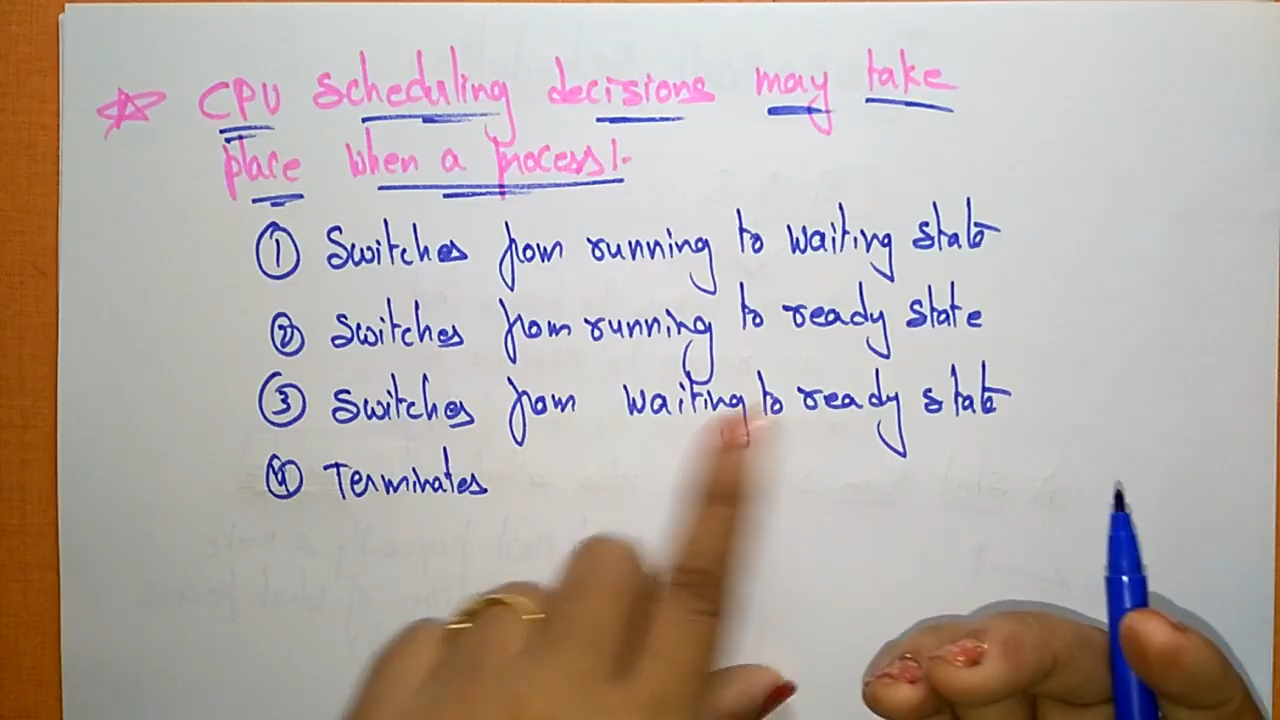 CPU scheduling decisions may take
place when a process!.
① Switches from running to waiting state
② Switches from running to ready state
③ Switches from waiting to ready state
④ Terminates